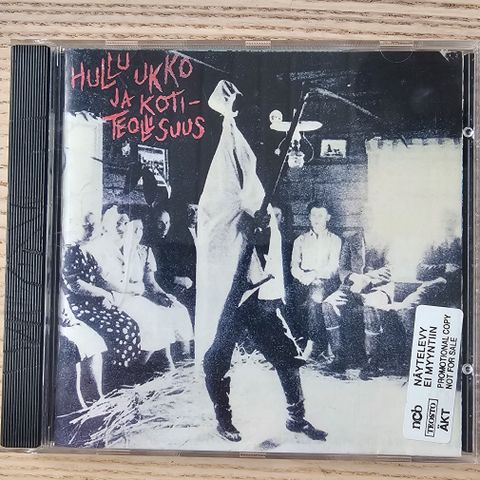 HULLU UKKO
JA KOTI-
TEOLLISUUS
ncb
TEOSTO
NÄYTELEVY
EI MYYNTIIN
PROMOTIONAL COPY
NOT FOR SALE
ÄKT